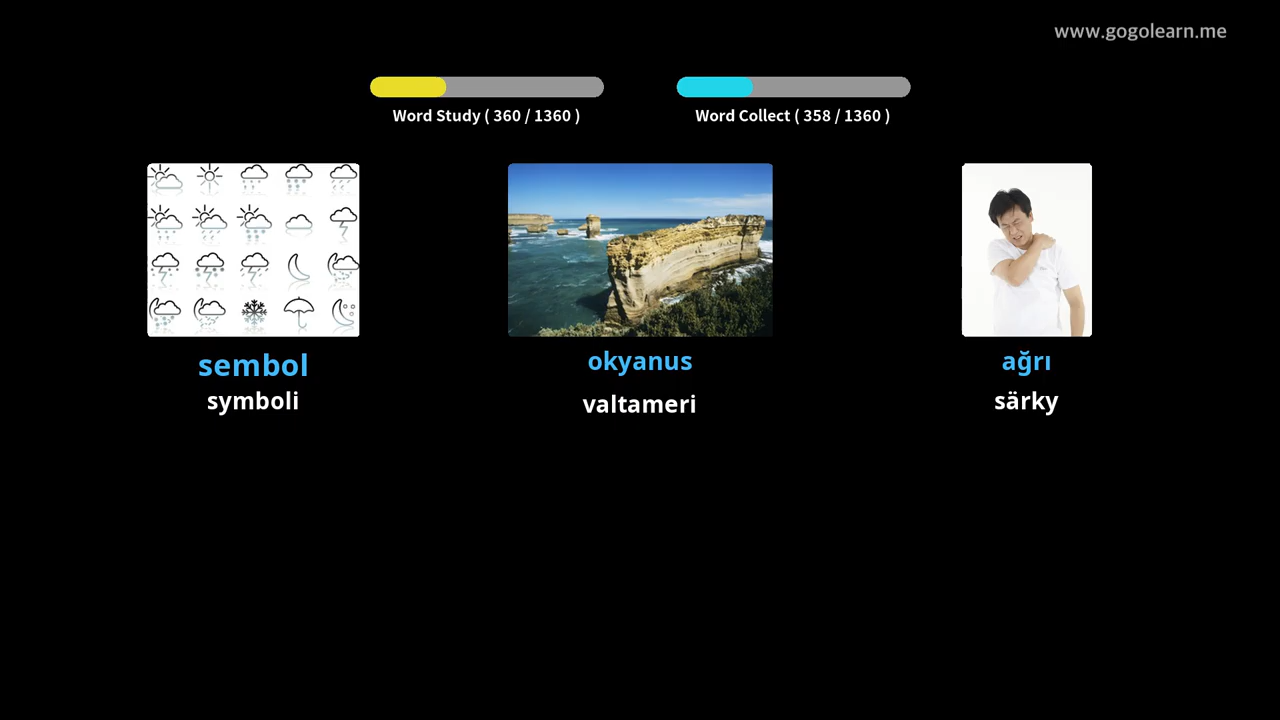 www.gogolearn.me
Word Study ( 360 / 1360 )
Word Collect ( 358 / 1360 )
sembol
symboli
okyanus
valtameri
ağrı
särky